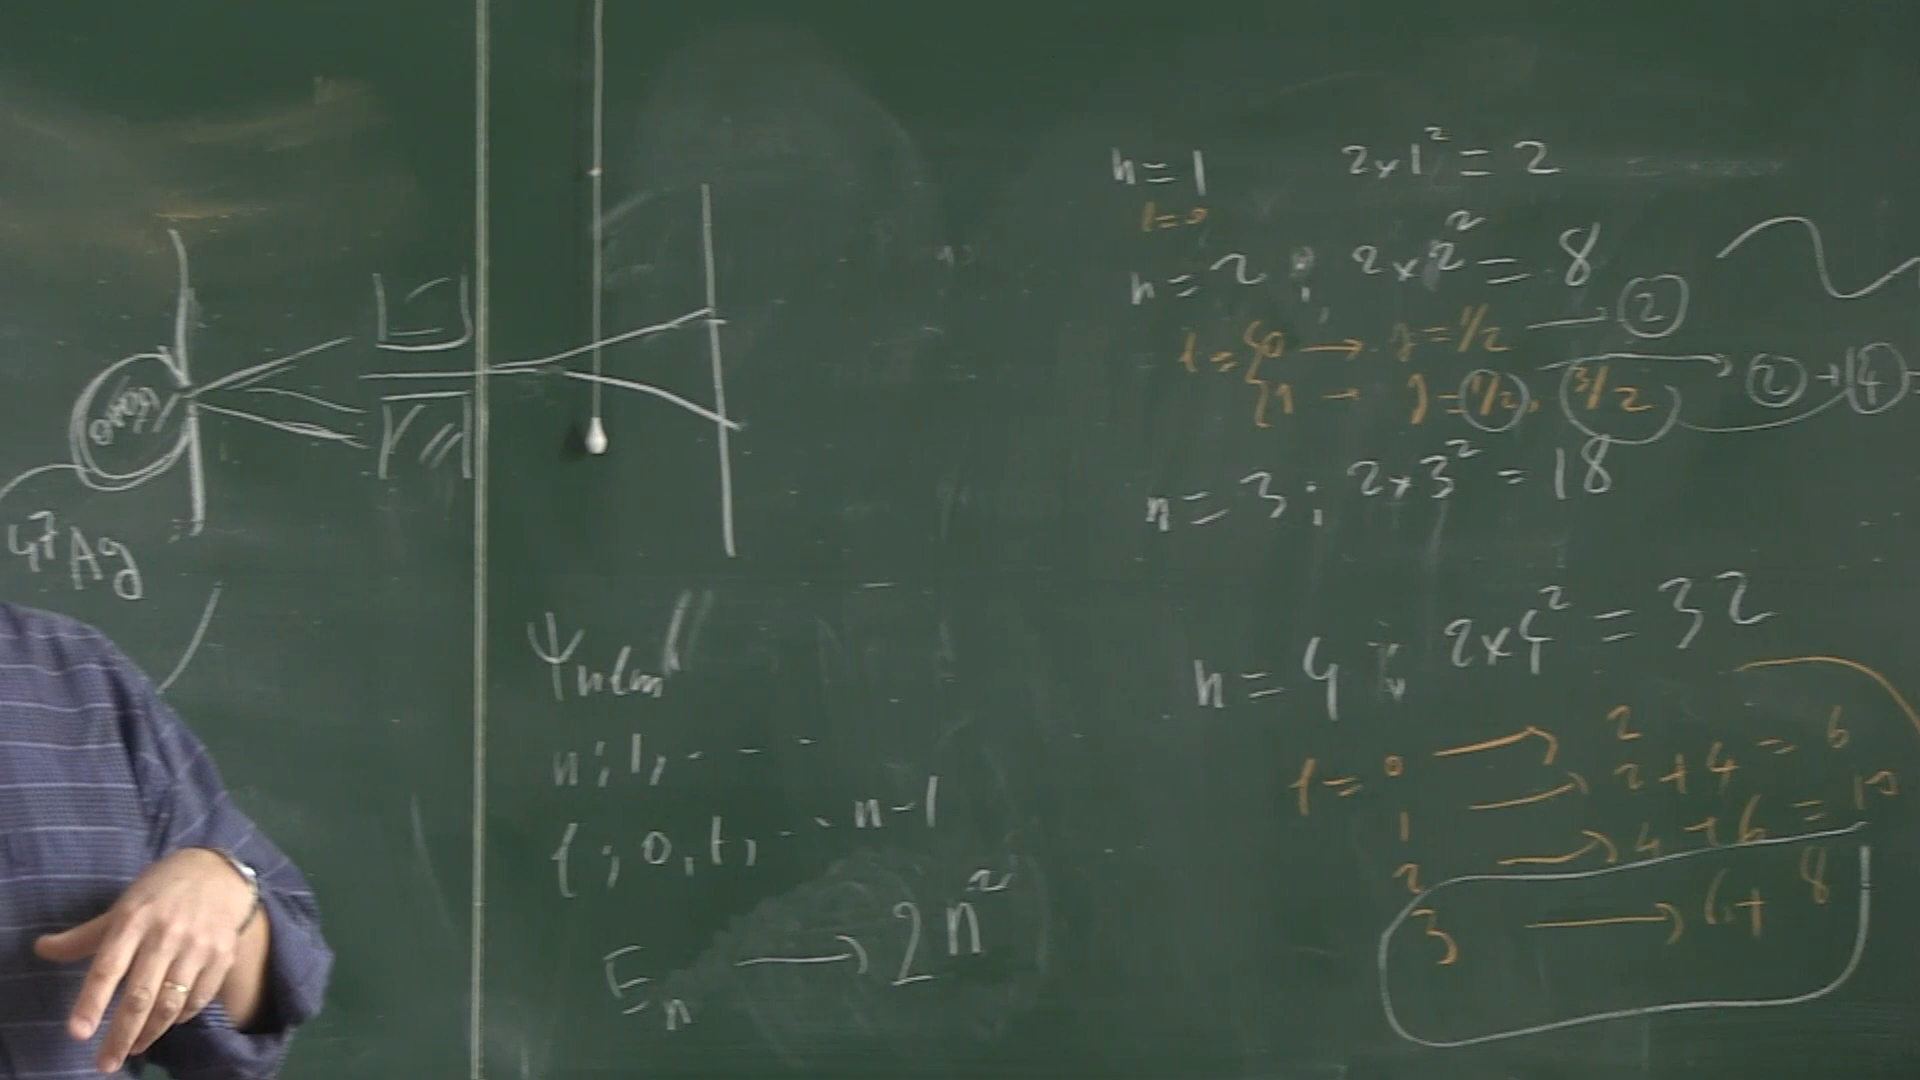 47Ag
Ψnlm
n; 1, - - -
l; 0, 1, - - n-1
En → 2n²
n=1 2×1² = 2
l=0
n=2; 2×2² = 8
l= { 0 → j=1/2 → 2
{ 1 → j=1/2, 3/2 → 2+4
n=3; 2×3² = 18
n=4; 2×4² = 32
l= 0 → 2
1 → 2+4 = 6
2 → 4+6 = 10
3 → 6+ 8